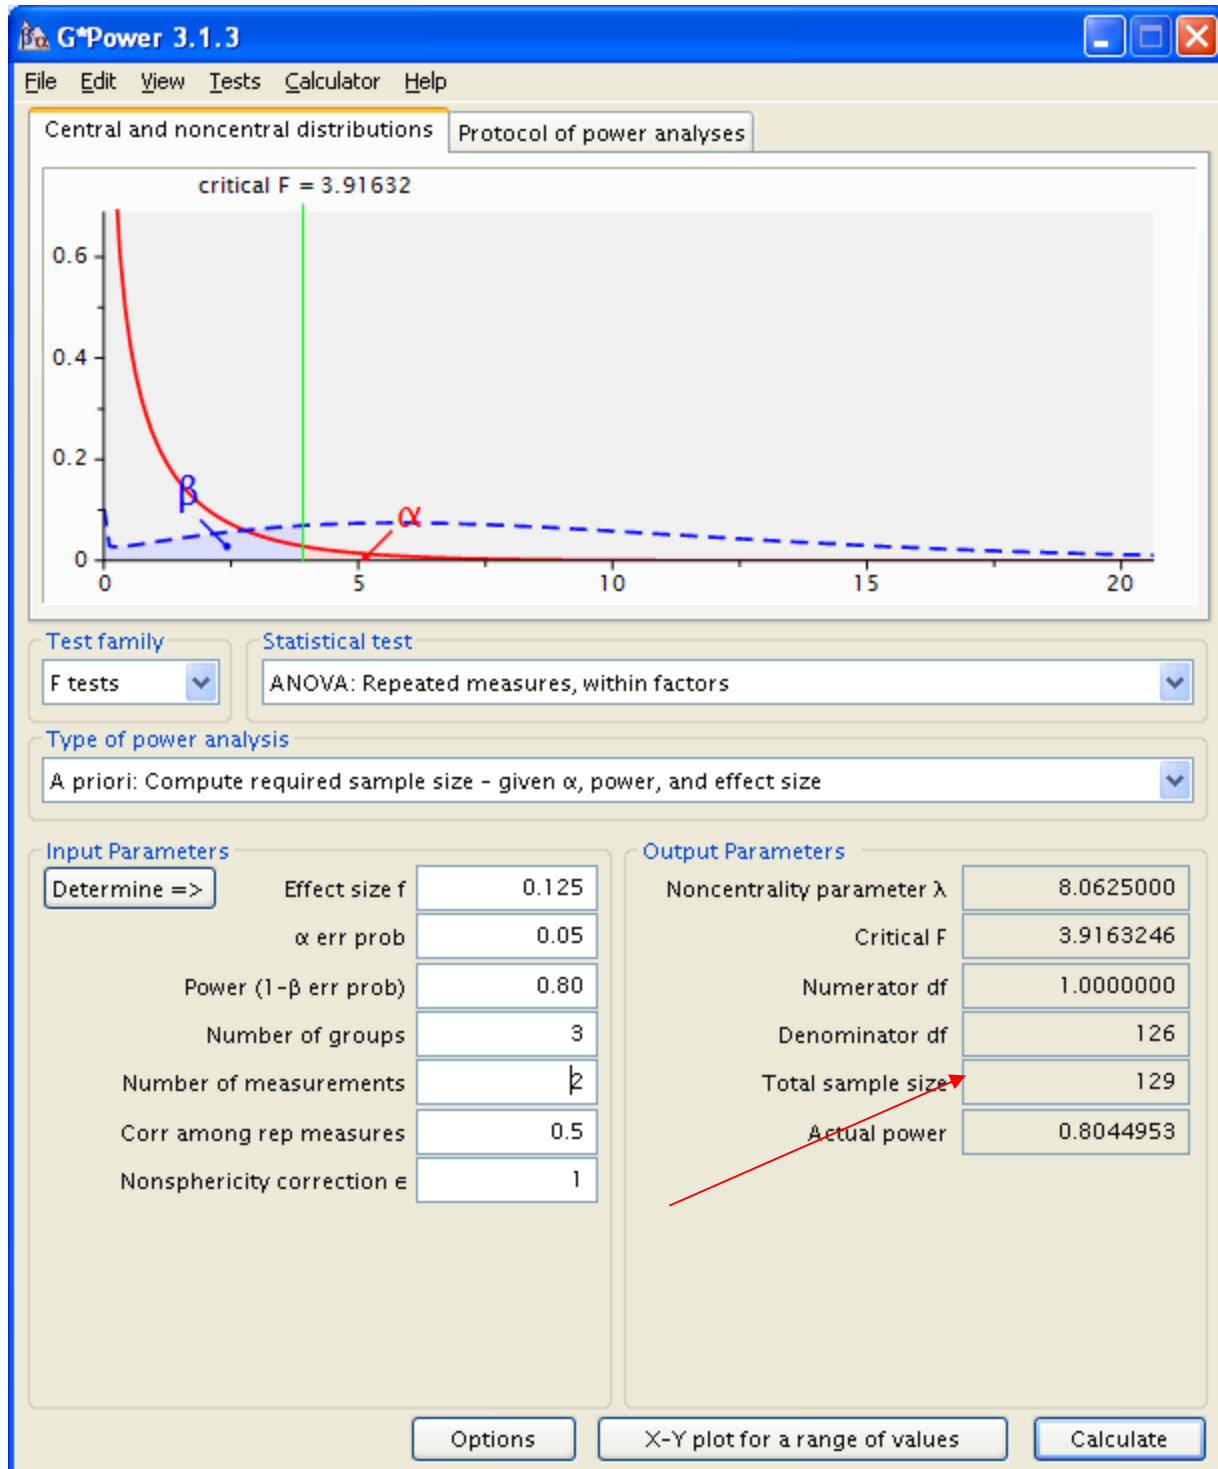 G*Power 3.1.3
File Edit View Tests Calculator Help
Central and noncentral distributions Protocol of power analyses
critical F = 3.91632
0.6
0.4
0.2
0
β
α
0 5 10 15 20
Test family
F tests
Statistical test
ANOVA: Repeated measures, within factors
Type of power analysis
A priori: Compute required sample size – given α, power, and effect size
Input Parameters
Determine => Effect size f 0.125
α err prob 0.05
Power (1-β err prob) 0.80
Number of groups 3
Number of measurements 2
Corr among rep measures 0.5
Nonsphericity correction ϵ 1
Output Parameters
Noncentrality parameter λ 8.0625000
Critical F 3.9163246
Numerator df 1.0000000
Denominator df 126
Total sample size 129
Actual power 0.8044953
Options X-Y plot for a range of values Calculate